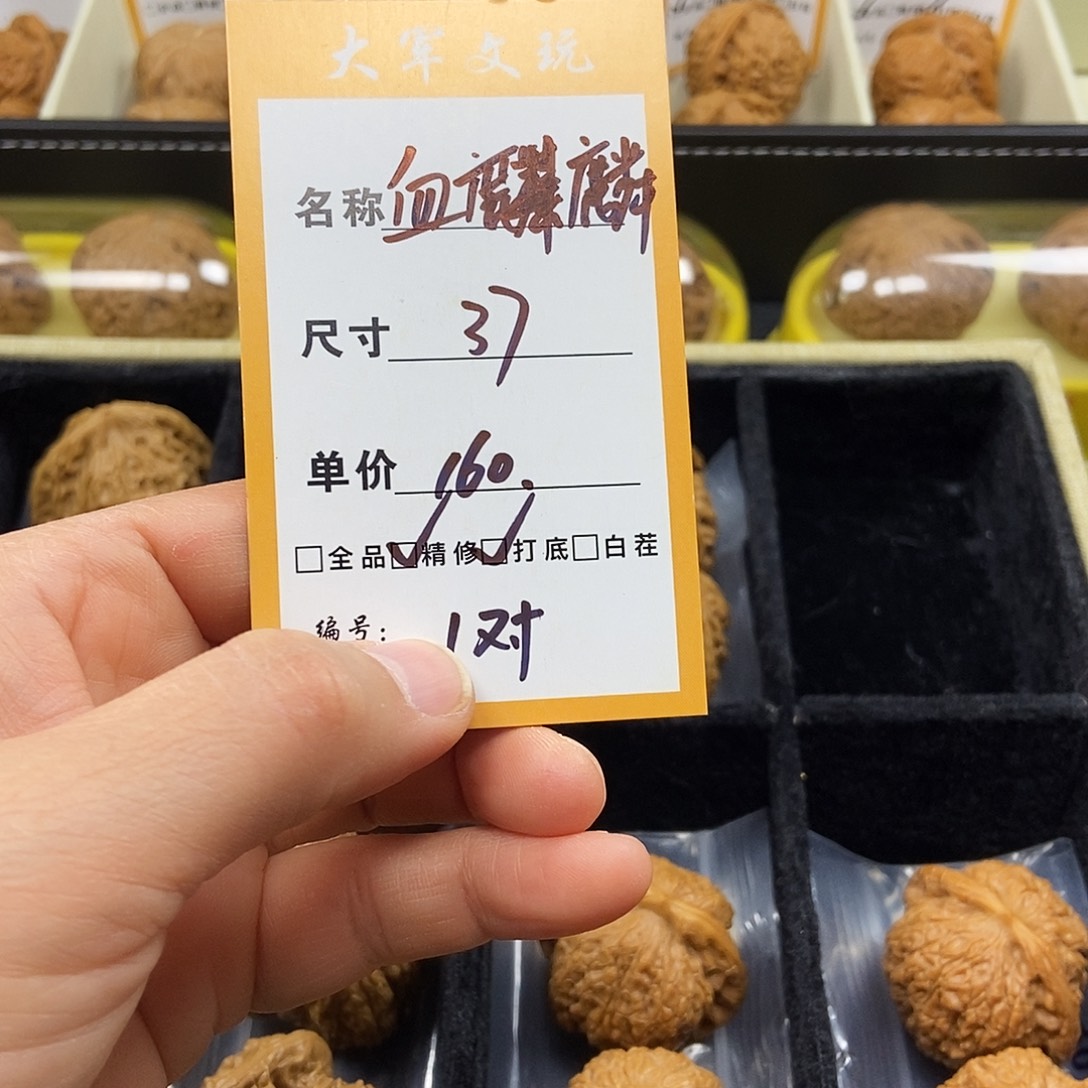 大军文玩
名称 血麒麟
尺寸 37
单价 160.
□全品☑精修☑打底□白茬
编号: 1对